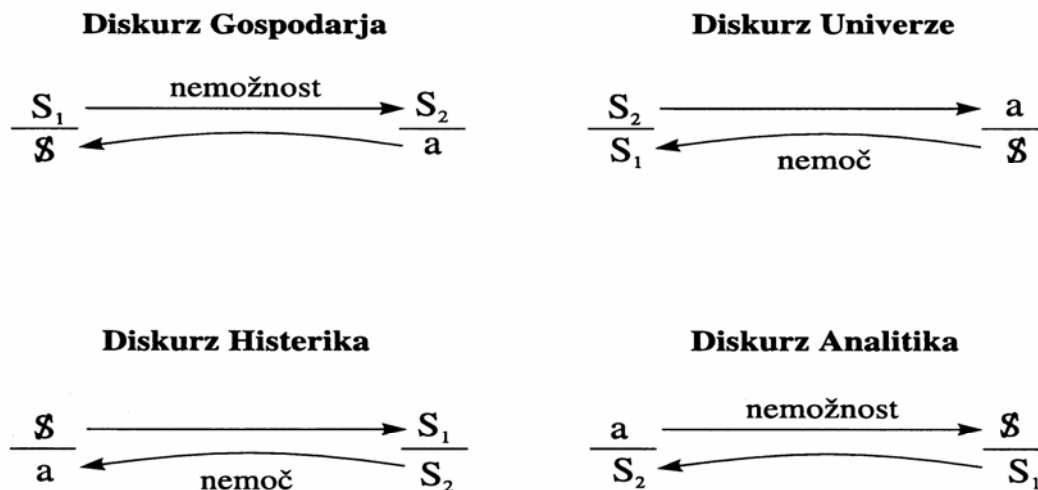 Diskurz Gospodarja
nemožnost
S₁ S₂
$ a
Diskurz Univerze
S₂ a
S₁ $
nemoč
Diskurz Histerika
$ S₁
a S₂
nemoč
Diskurz Analitika
nemožnost
a $
S₂ S₁